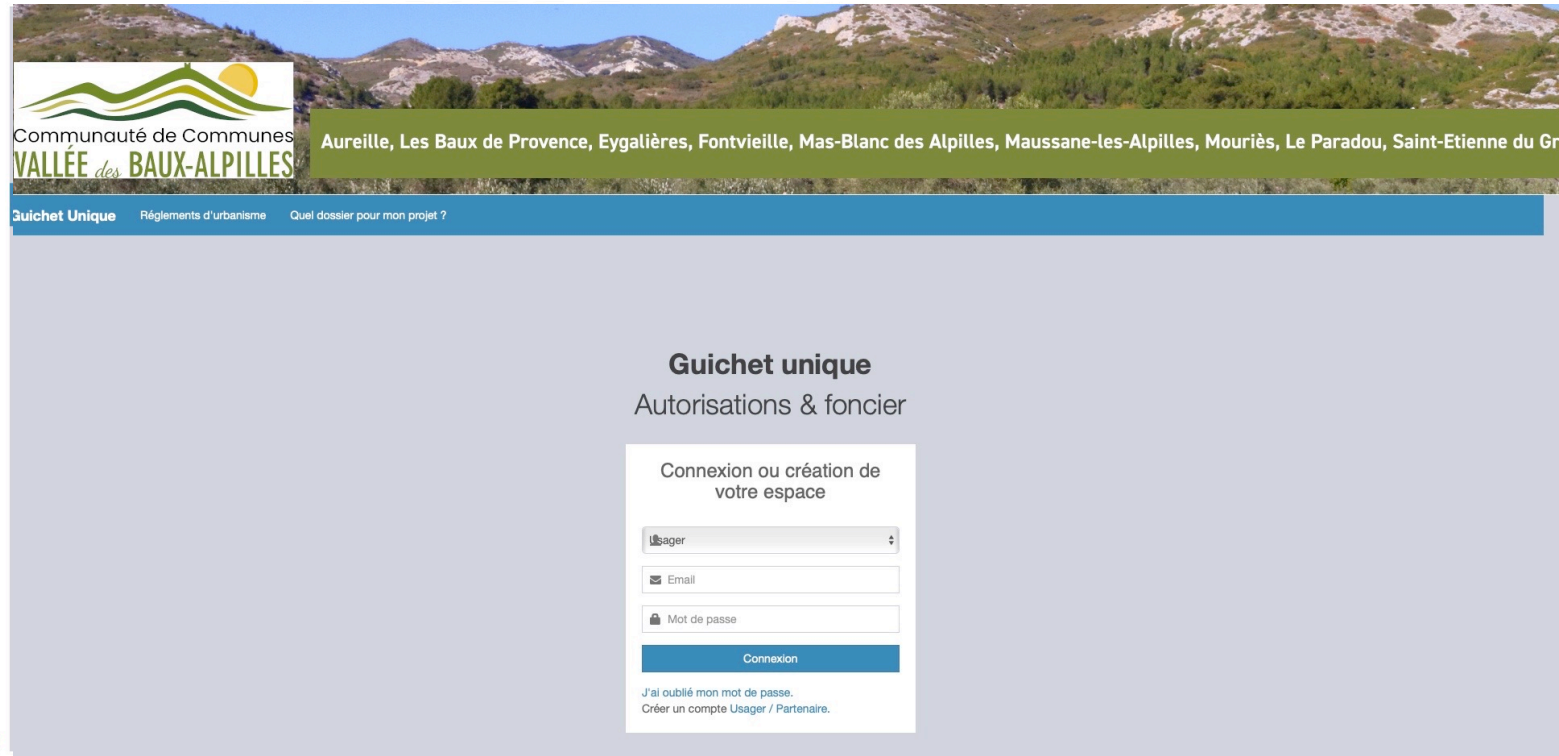 Communauté de Communes
VALLÉE des BAUX-ALPILLES
Aureille, Les Baux de Provence, Eygalières, Fontvieille, Mas-Blanc des Alpilles, Maussane-les-Alpilles, Mouriès, Le Paradou, Saint-Etienne du Gr
Guichet Unique Réglements d'urbanisme Quel dossier pour mon projet ?
Guichet unique
Autorisations & foncier
Connexion ou création de
votre espace
Usager
Email
Mot de passe
Connexion
J'ai oublié mon mot de passe.
Créer un compte Usager / Partenaire.